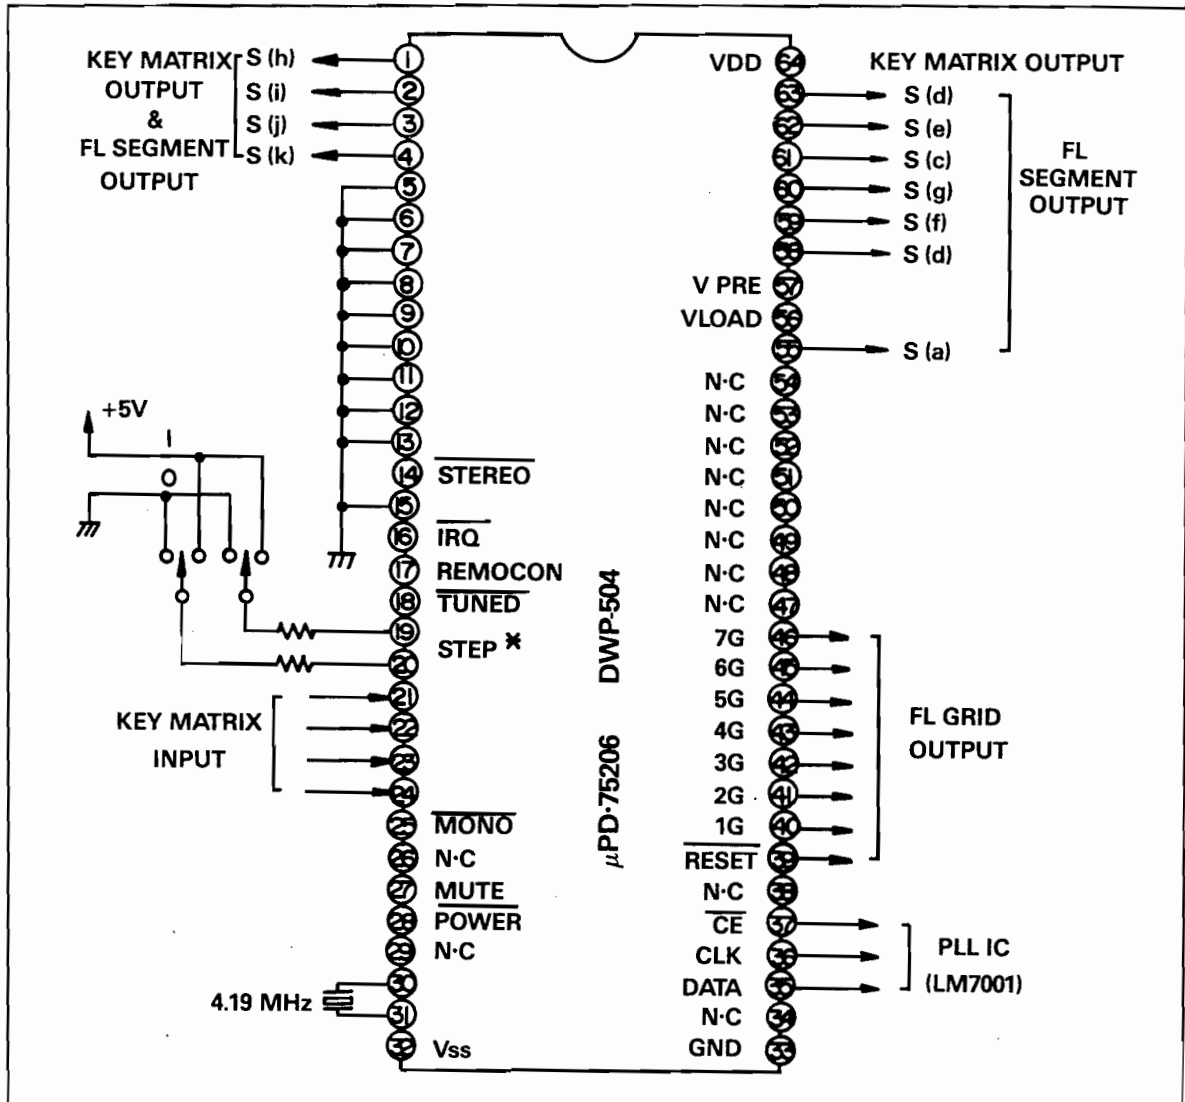 KEY MATRIX
OUTPUT
&
FL SEGMENT
OUTPUT
S (h) 1
S (i) 2
S (j) 3
S (k) 4
5
6
7
8
9
10
11
12
13
14 STEREO
15
16 IRQ
17 REMOCON
18 TUNED
19
STEP *
20
+5V
1
0
21
22
23
24
KEY MATRIX
INPUT
25 MONO
26 N·C
27 MUTE
28 POWER
29 N·C
30
4.19 MHz
31
32 Vss
μPD·75206 DWP-504
VDD 64
KEY MATRIX OUTPUT
63 S (d)
62 S (e)
61 S (c)
60 S (g)
59 S (f)
58 S (d)
FL
SEGMENT
OUTPUT
V PRE 57
VLOAD 56
55 S (a)
N·C 54
N·C 53
N·C 52
N·C 51
N·C 50
N·C 49
N·C 48
N·C 47
7G 46
6G 45
5G 44
4G 43
3G 42
2G 41
1G 40
FL GRID
OUTPUT
RESET 39
N·C 38
CE 37
CLK 36
DATA 35
PLL IC
(LM7001)
N·C 34
GND 33